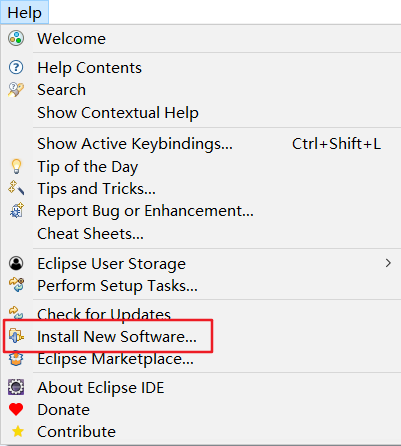 Help
Welcome
Help Contents
Search
Show Contextual Help
Show Active Keybindings... Ctrl+Shift+L
Tip of the Day
Tips and Tricks...
Report Bug or Enhancement...
Cheat Sheets...
Eclipse User Storage
Perform Setup Tasks...
Check for Updates
Install New Software...
Eclipse Marketplace...
About Eclipse IDE
Donate
Contribute